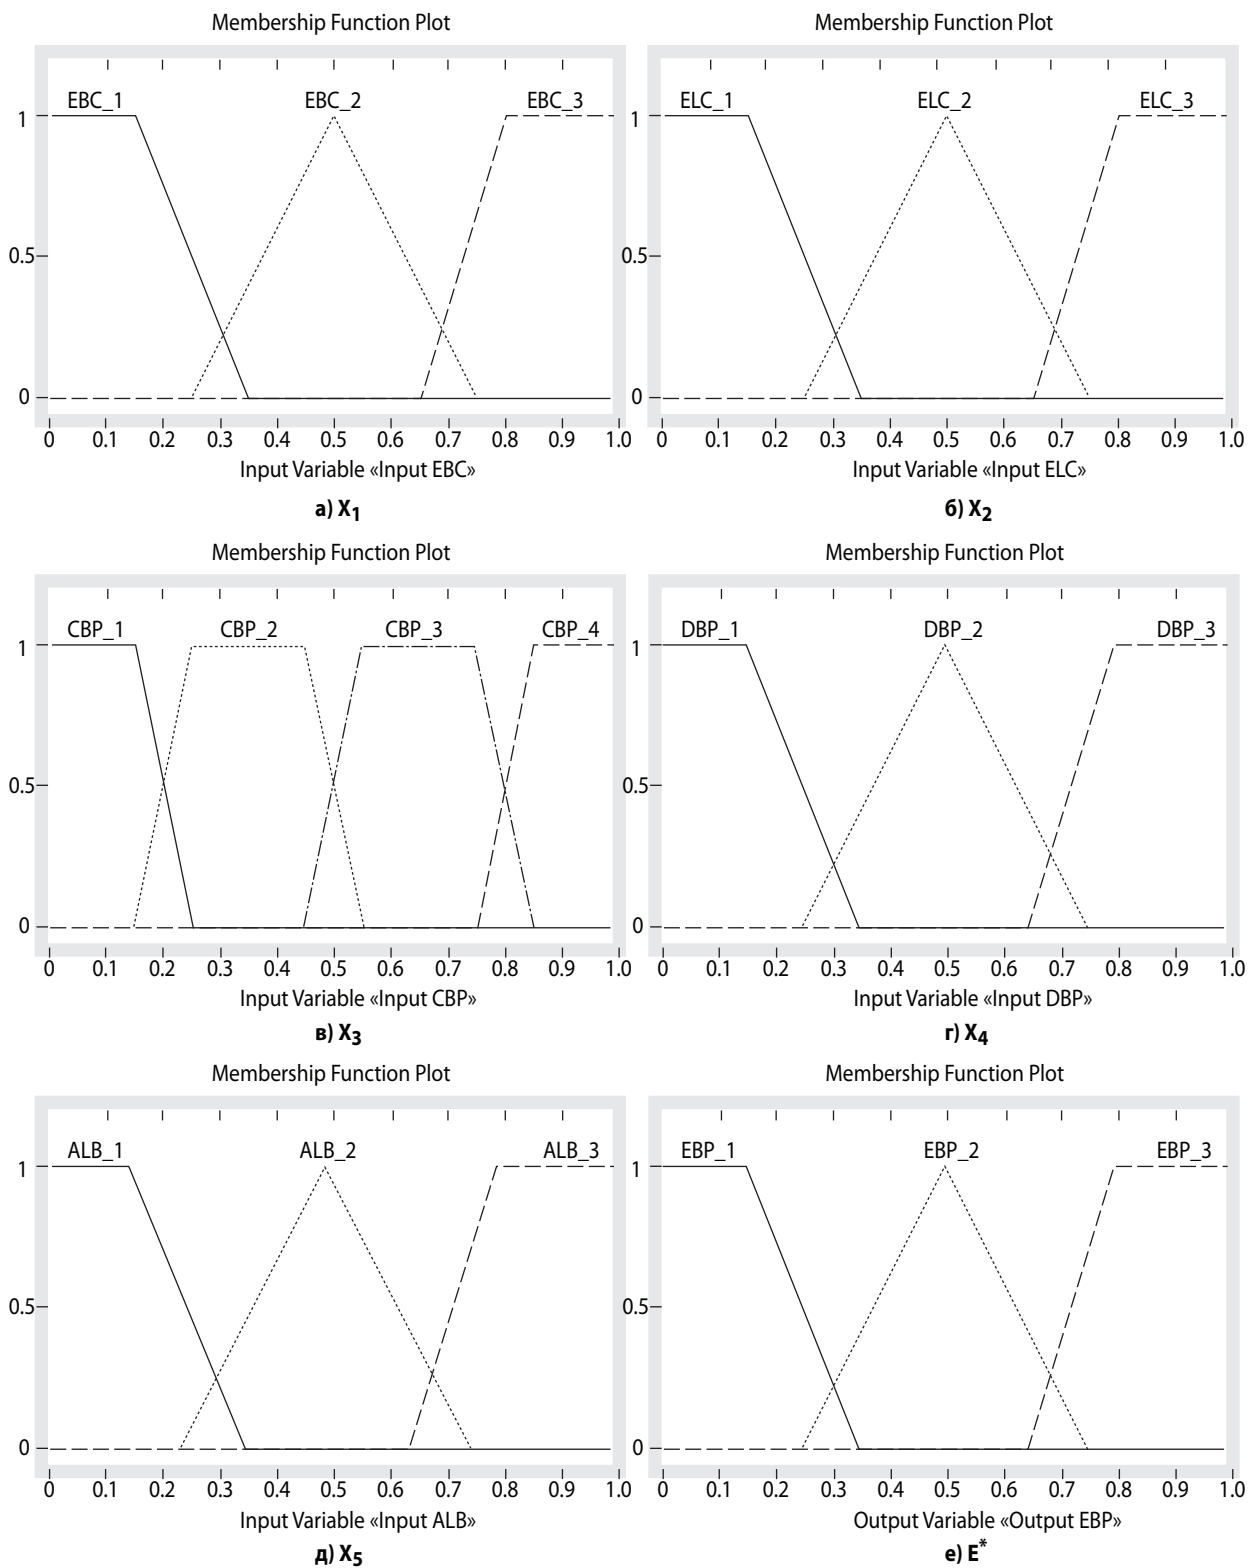 Membership Function Plot
EBC_1 EBC_2 EBC_3
1
0.5
0
0 0.1 0.2 0.3 0.4 0.5 0.6 0.7 0.8 0.9 1.0
Input Variable «Input EBC»
а) X1
Membership Function Plot
ELC_1 ELC_2 ELC_3
1
0.5
0
0 0.1 0.2 0.3 0.4 0.5 0.6 0.7 0.8 0.9 1.0
Input Variable «Input ELC»
б) X2
Membership Function Plot
CBP_1 CBP_2 CBP_3 CBP_4
1
0.5
0
0 0.1 0.2 0.3 0.4 0.5 0.6 0.7 0.8 0.9 1.0
Input Variable «Input CBP»
в) X3
Membership Function Plot
DBP_1 DBP_2 DBP_3
1
0.5
0
0 0.1 0.2 0.3 0.4 0.5 0.6 0.7 0.8 0.9 1.0
Input Variable «Input DBP»
г) X4
Membership Function Plot
ALB_1 ALB_2 ALB_3
1
0.5
0
0 0.1 0.2 0.3 0.4 0.5 0.6 0.7 0.8 0.9 1.0
Input Variable «Input ALB»
д) X5
Membership Function Plot
EBP_1 EBP_2 EBP_3
1
0.5
0
0 0.1 0.2 0.3 0.4 0.5 0.6 0.7 0.8 0.9 1.0
Output Variable «Output EBP»
е) E*